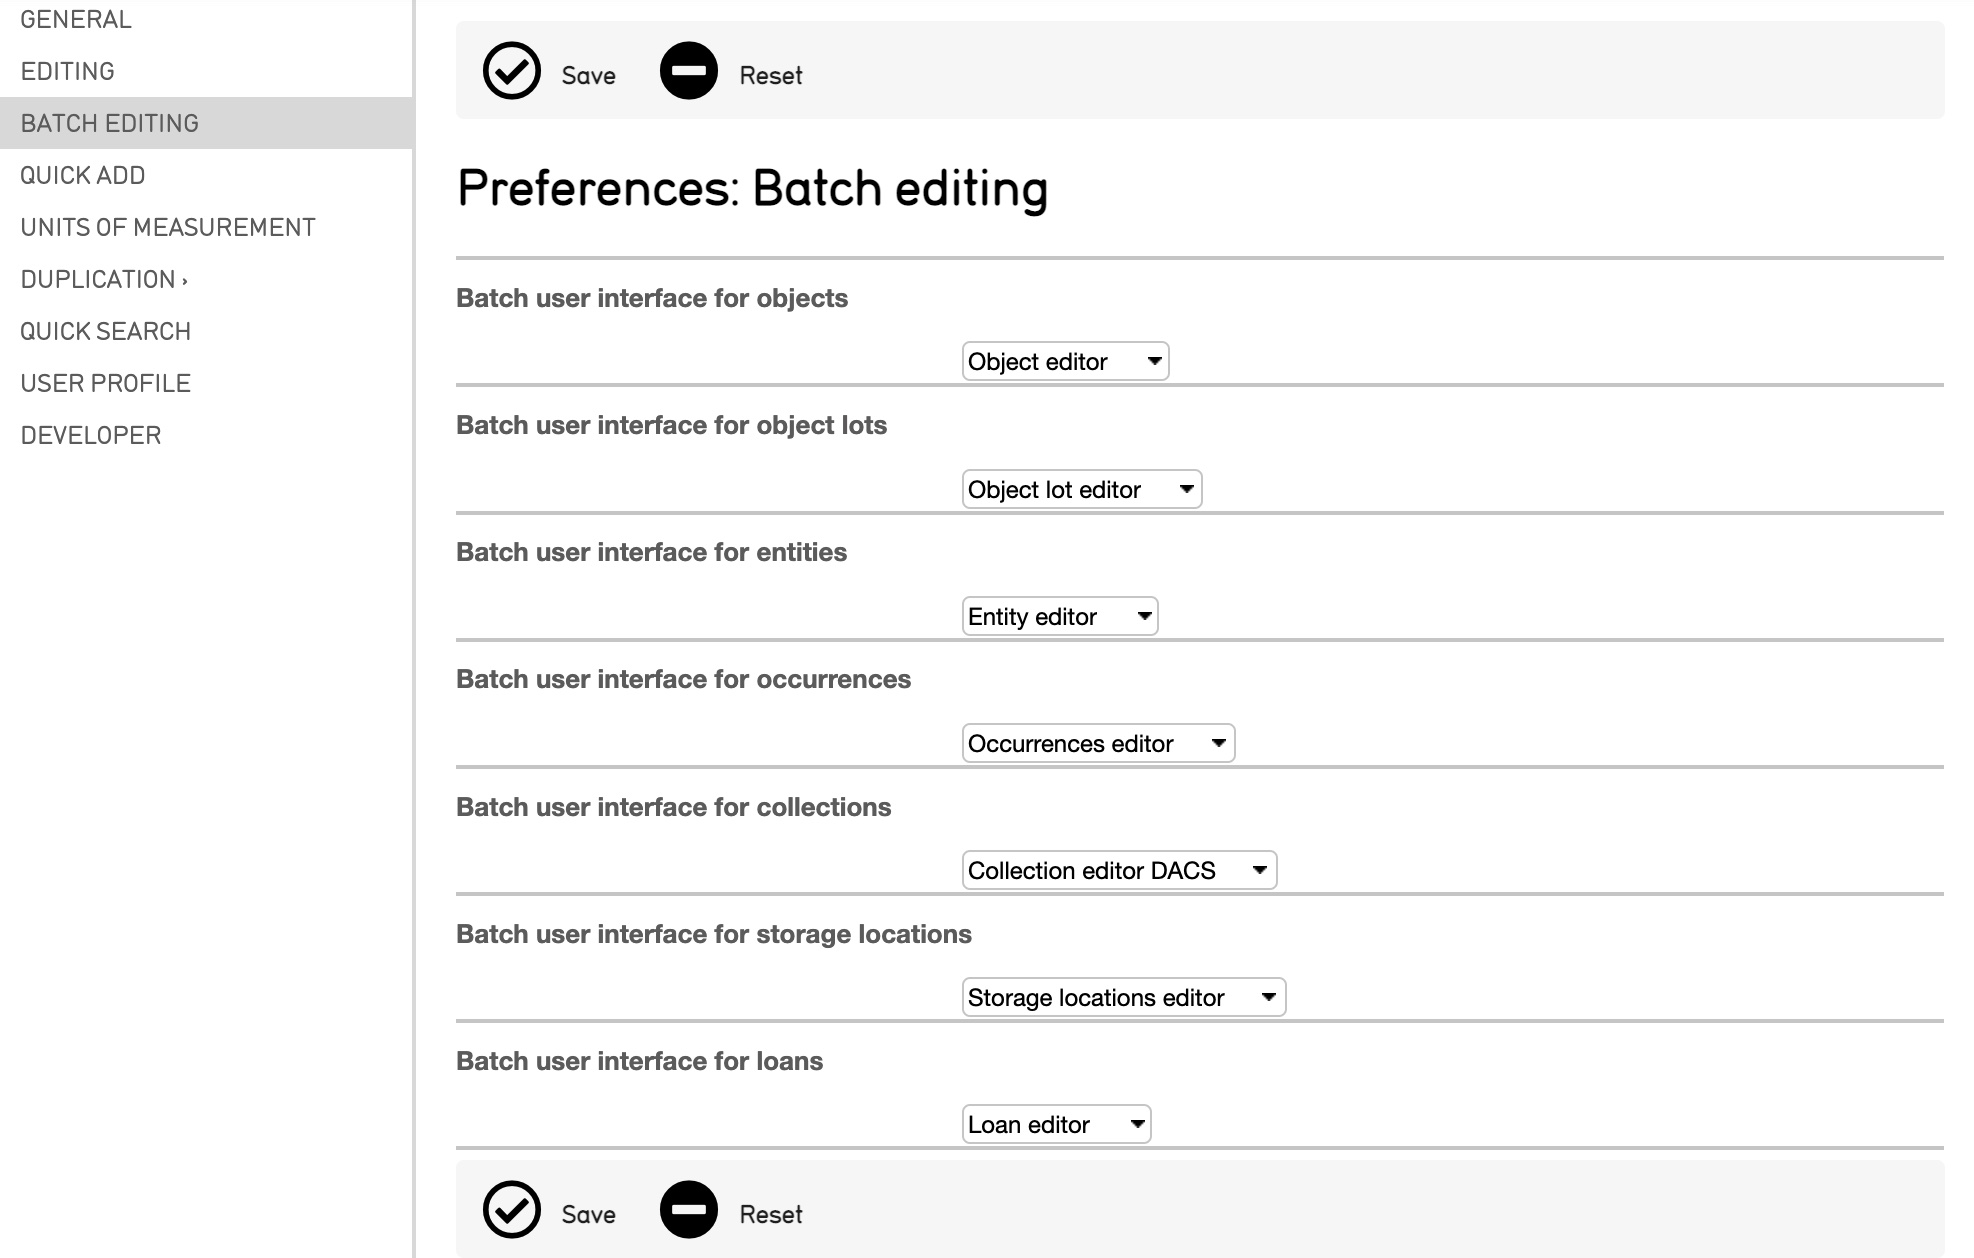 GENERAL
EDITING
BATCH EDITING
QUICK ADD
UNITS OF MEASUREMENT
DUPLICATION ›
QUICK SEARCH
USER PROFILE
DEVELOPER
Save Reset
Preferences: Batch editing
Batch user interface for objects
Object editor
Batch user interface for object lots
Object lot editor
Batch user interface for entities
Entity editor
Batch user interface for occurrences
Occurrences editor
Batch user interface for collections
Collection editor DACS
Batch user interface for storage locations
Storage locations editor
Batch user interface for loans
Loan editor
Save Reset